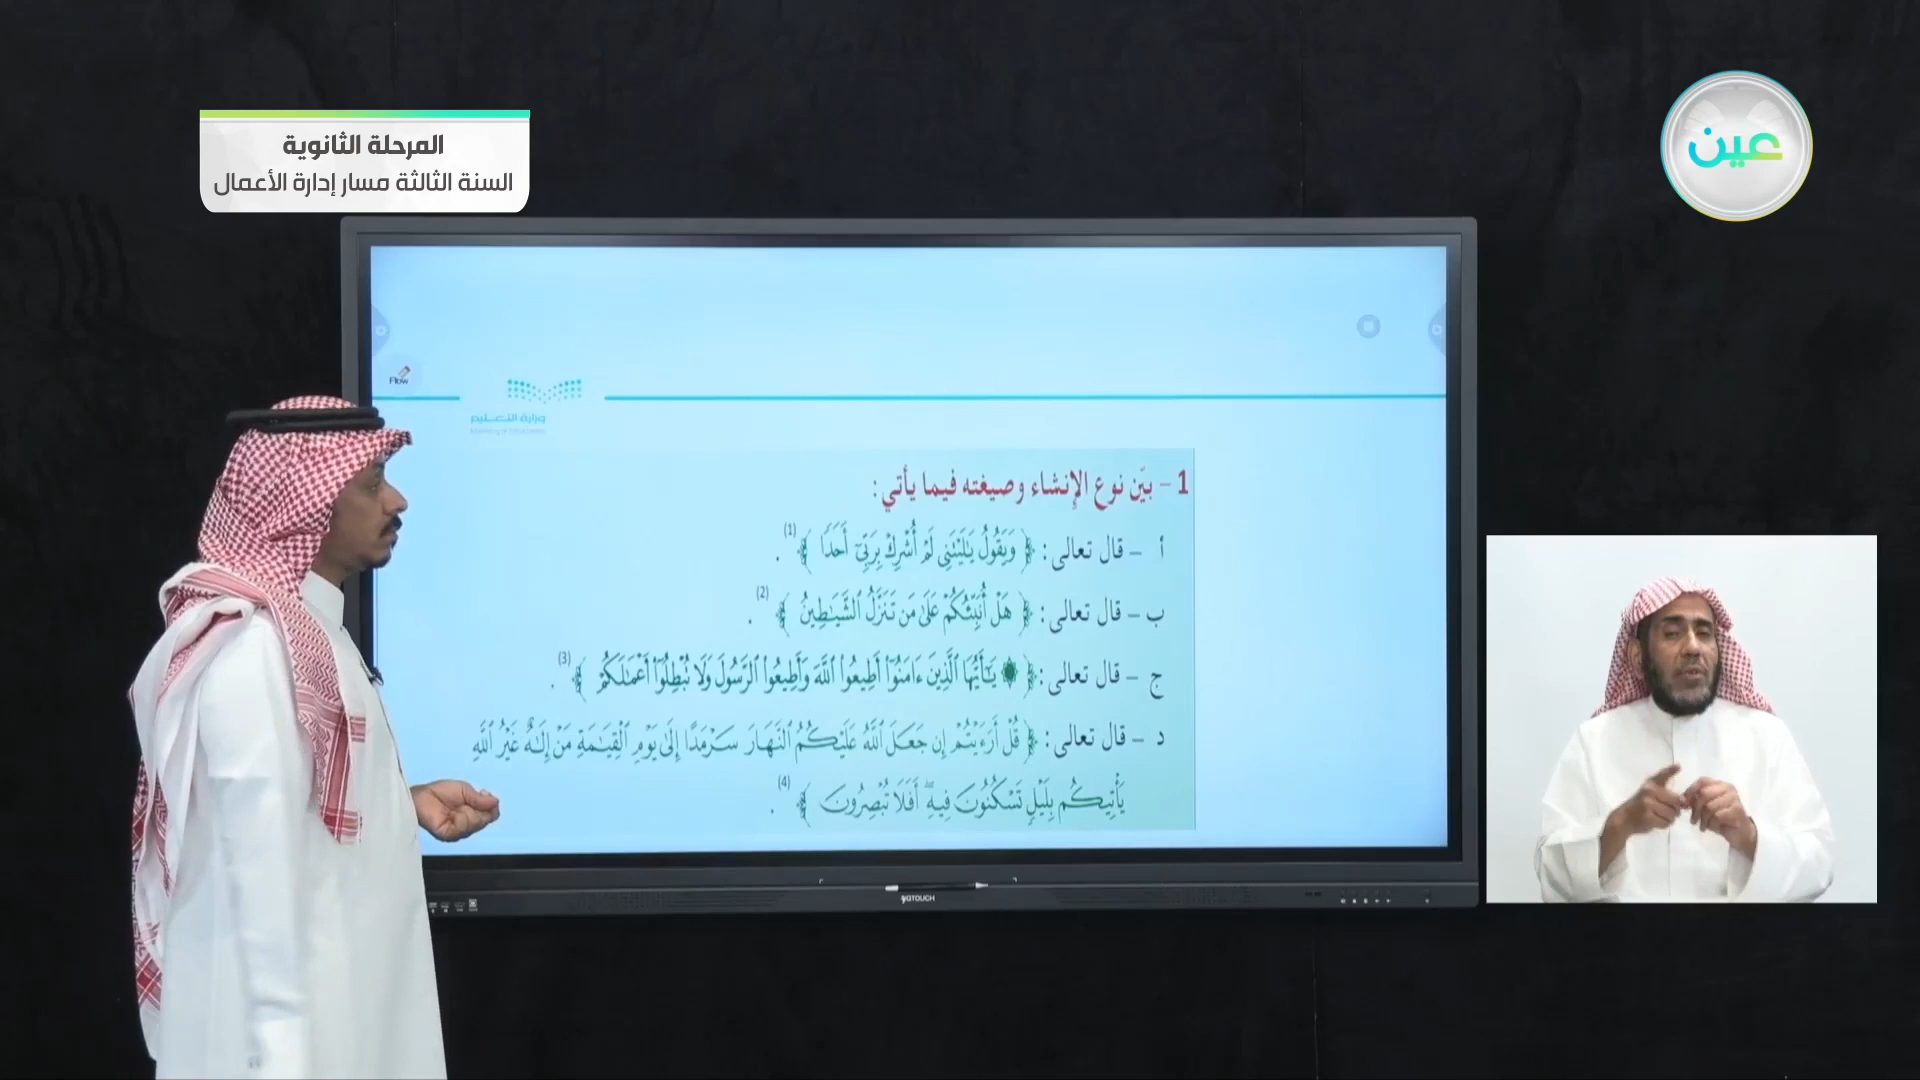 المرحلة الثانوية
السنة الثالثة مسار إدارة الأعمال
عين
Flow
وزارة التعليم
1 – بيّن نوع الإنشاء وصيغته فيما يأتي:
أ – قال تعالى: ﴿ وَيَقُولُ يَٰلَيْتَنِى لَمْ أُشْرِكْ بِرَبِّىٓ أَحَدًا ﴾ (1) .
ب – قال تعالى: ﴿ هَلْ أُنَبِّئُكُمْ عَلَىٰ مَن تَنَزَّلُ ٱلشَّيَٰطِينُ ﴾ (2) .
ج – قال تعالى: ﴿ ۞ يَٰٓأَيُّهَا ٱلَّذِينَ ءَامَنُوٓا۟ أَطِيعُوا۟ ٱللَّهَ وَأَطِيعُوا۟ ٱلرَّسُولَ وَلَا تُبْطِلُوٓا۟ أَعْمَٰلَكُمْ ﴾ (3) .
د – قال تعالى: ﴿ قُلْ أَرَءَيْتُمْ إِن جَعَلَ ٱللَّهُ عَلَيْكُمُ ٱلنَّهَارَ سَرْمَدًا إِلَىٰ يَوْمِ ٱلْقِيَٰمَةِ مَنْ إِلَٰهٌ غَيْرُ ٱللَّهِ
يَأْتِيكُم بِلَيْلٍ تَسْكُنُونَ فِيهِ ۖ أَفَلَا تُبْصِرُونَ ﴾ (4) .